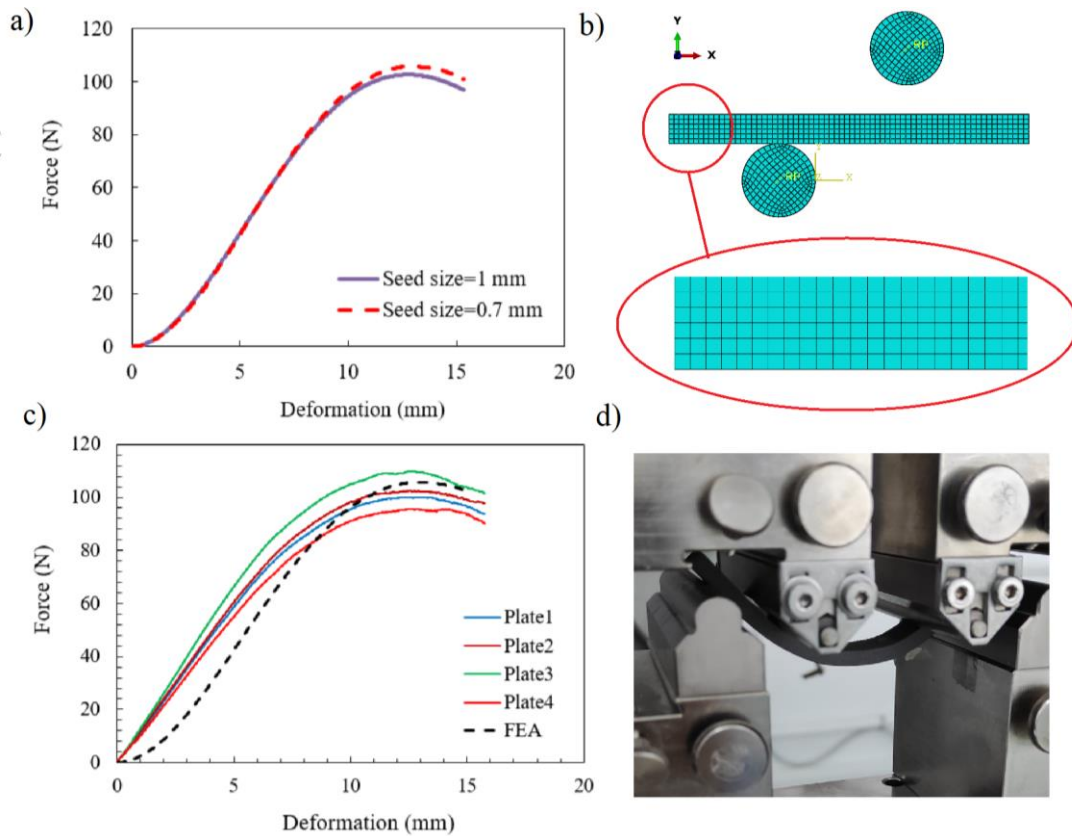 a)
120
100
80
60
40
20
0
Force (N)
Seed size=1 mm
Seed size=0.7 mm
0 5 10 15 20
Deformation (mm)
b)
Y
X
RP
RP
Y
X
c)
120
100
80
60
40
20
0
Force (N)
Plate1
Plate2
Plate3
Plate4
FEA
0 5 10 15 20
Deformation (mm)
d)